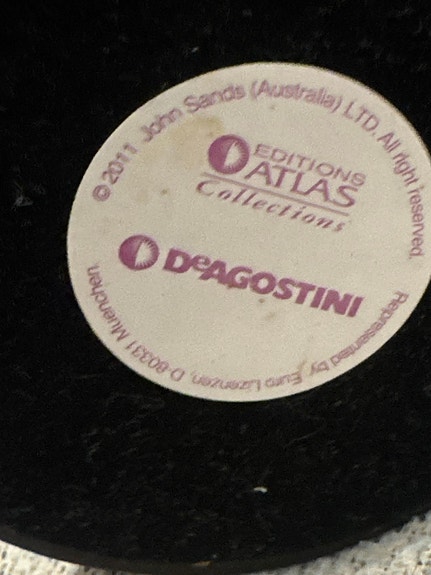 © 2011 John Sands (Australia) LTD. All right reserved.
EDITIONS
ATLAS
Collections
DeAGOSTINI
Represented by Euro Lizenzen, D-80331 Muenchen.